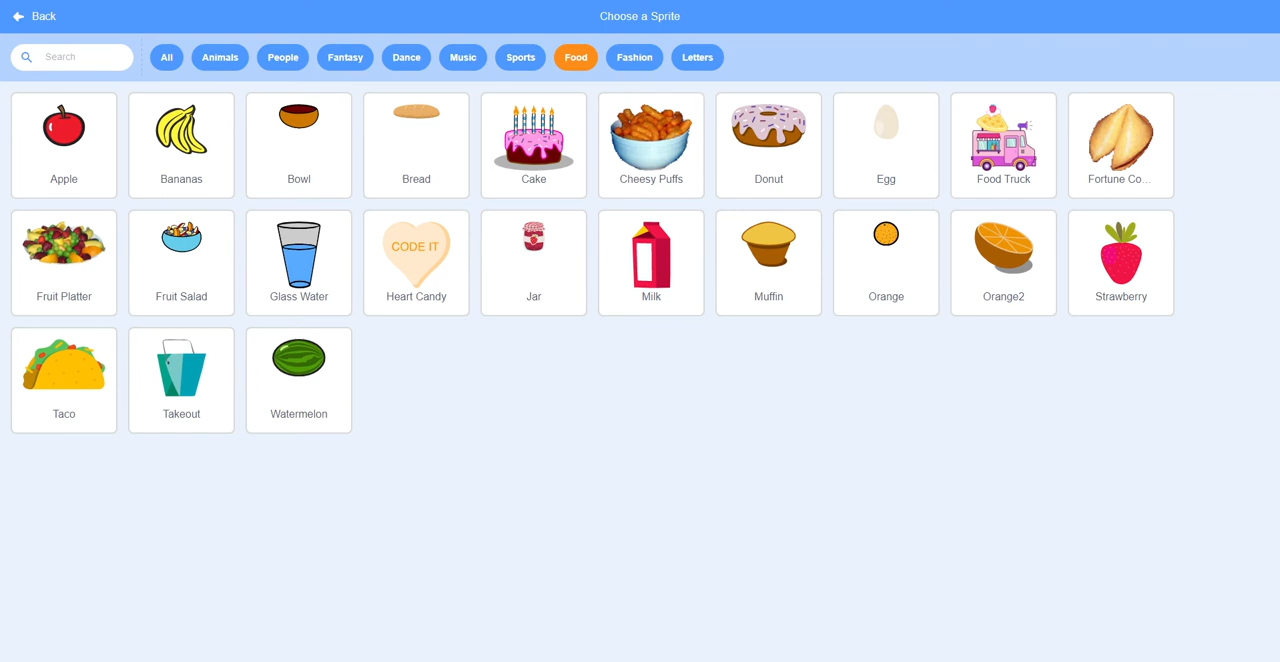 Back
Choose a Sprite
Search
All
Animals
People
Fantasy
Dance
Music
Sports
Food
Fashion
Letters
Apple
Bananas
Bowl
Bread
Cake
Cheesy Puffs
Donut
Egg
Food Truck
Fortune Co...
Fruit Platter
Fruit Salad
Glass Water
CODE IT
Heart Candy
Jar
Milk
Muffin
Orange
Orange2
Strawberry
Taco
Takeout
Watermelon